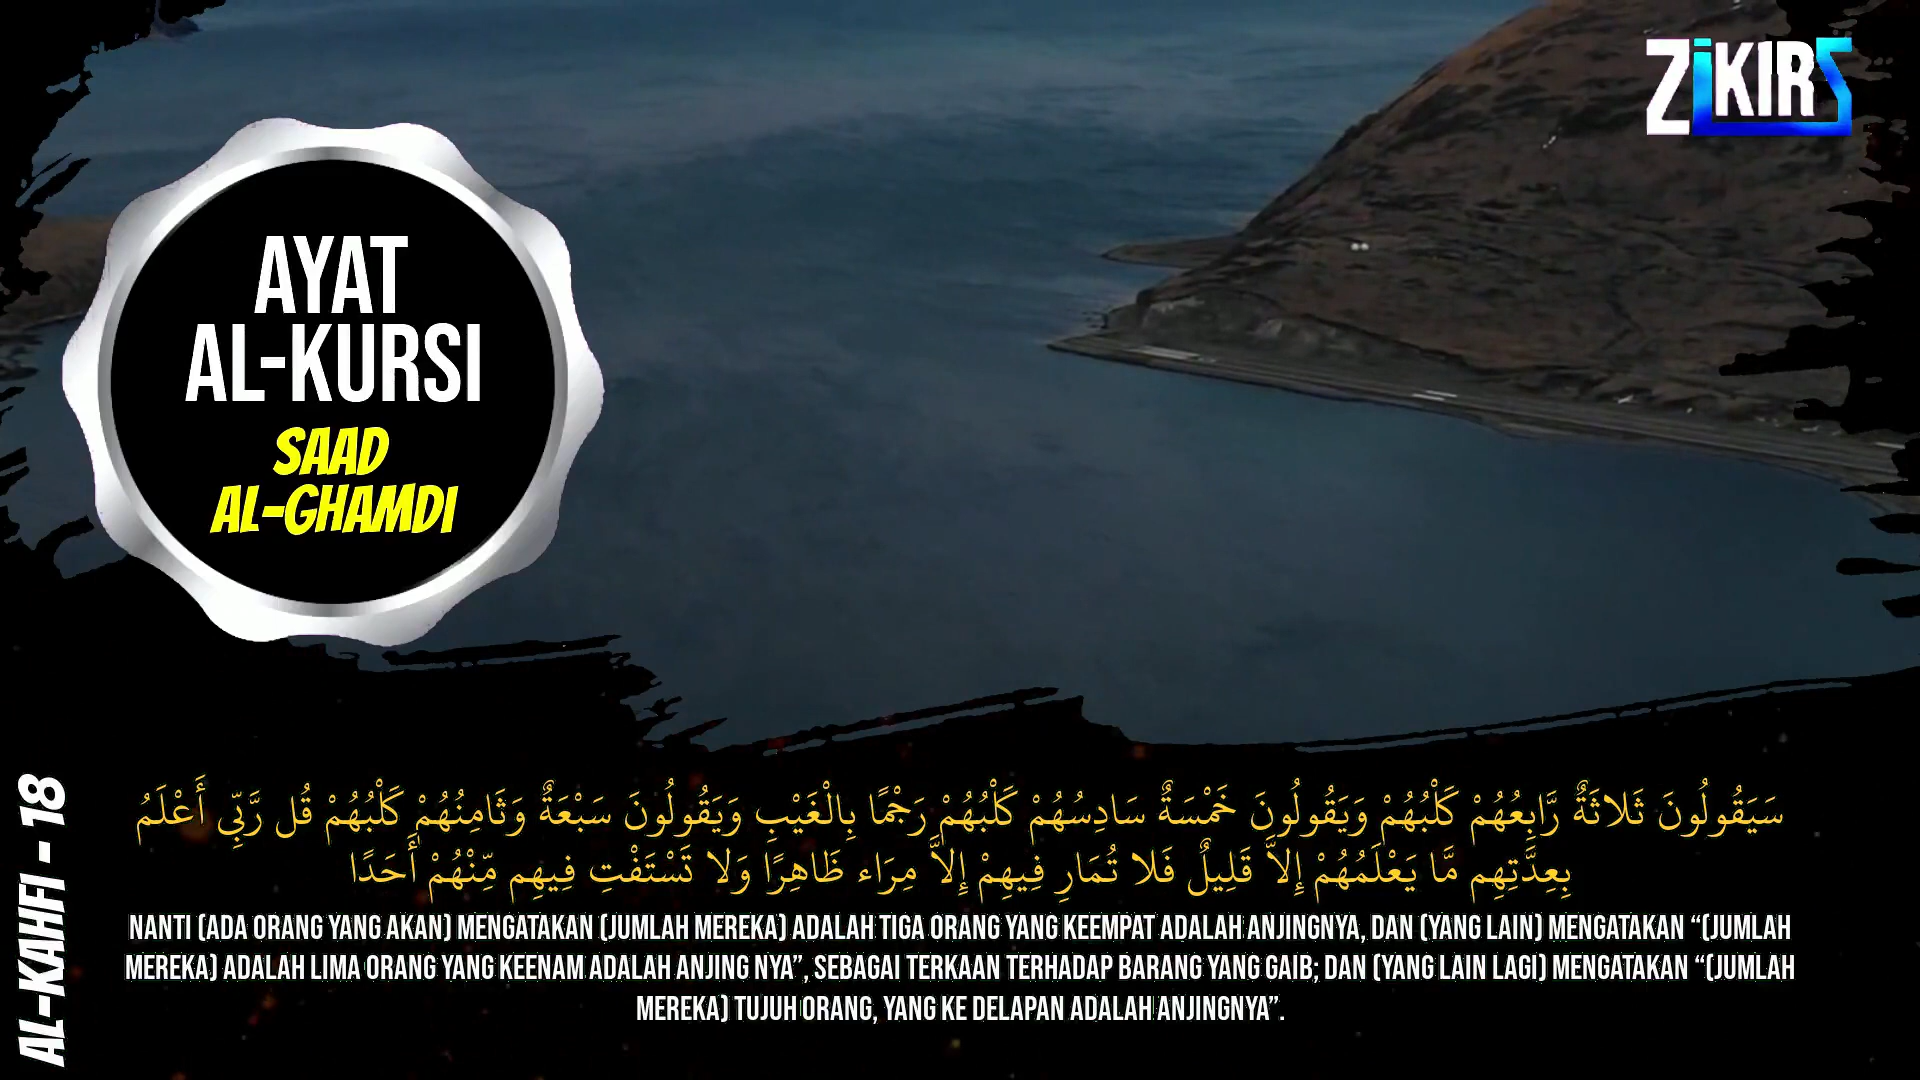 ZiKIRS
AYAT
AL-KURSI
SAAD
AL-GHAMDI
AL-KAHFI - 18
سَيَقُولُونَ ثَلاثَةٌ رَّابِعُهُمْ كَلْبُهُمْ وَيَقُولُونَ خَمْسَةٌ سَادِسُهُمْ كَلْبُهُمْ رَجْمًا بِالْغَيْبِ وَيَقُولُونَ سَبْعَةٌ وَثَامِنُهُمْ كَلْبُهُمْ قُل رَّبِّي أَعْلَمُ
بِعِدَّتِهِم مَّا يَعْلَمُهُمْ إِلاَّ قَلِيلٌ فَلا تُمَارِ فِيهِمْ إِلاَّ مِرَاء ظَاهِرًا وَلا تَسْتَفْتِ فِيهِم مِّنْهُمْ أَحَدًا
NANTI (ADA ORANG YANG AKAN) MENGATAKAN (JUMLAH MEREKA) ADALAH TIGA ORANG YANG KEEMPAT ADALAH ANJINGNYA, DAN (YANG LAIN) MENGATAKAN “(JUMLAH
MEREKA) ADALAH LIMA ORANG YANG KEENAM ADALAH ANJING NYA”, SEBAGAI TERKAAN TERHADAP BARANG YANG GAIB; DAN (YANG LAIN LAGI) MENGATAKAN “(JUMLAH
MEREKA) TUJUH ORANG, YANG KE DELAPAN ADALAH ANJINGNYA”.